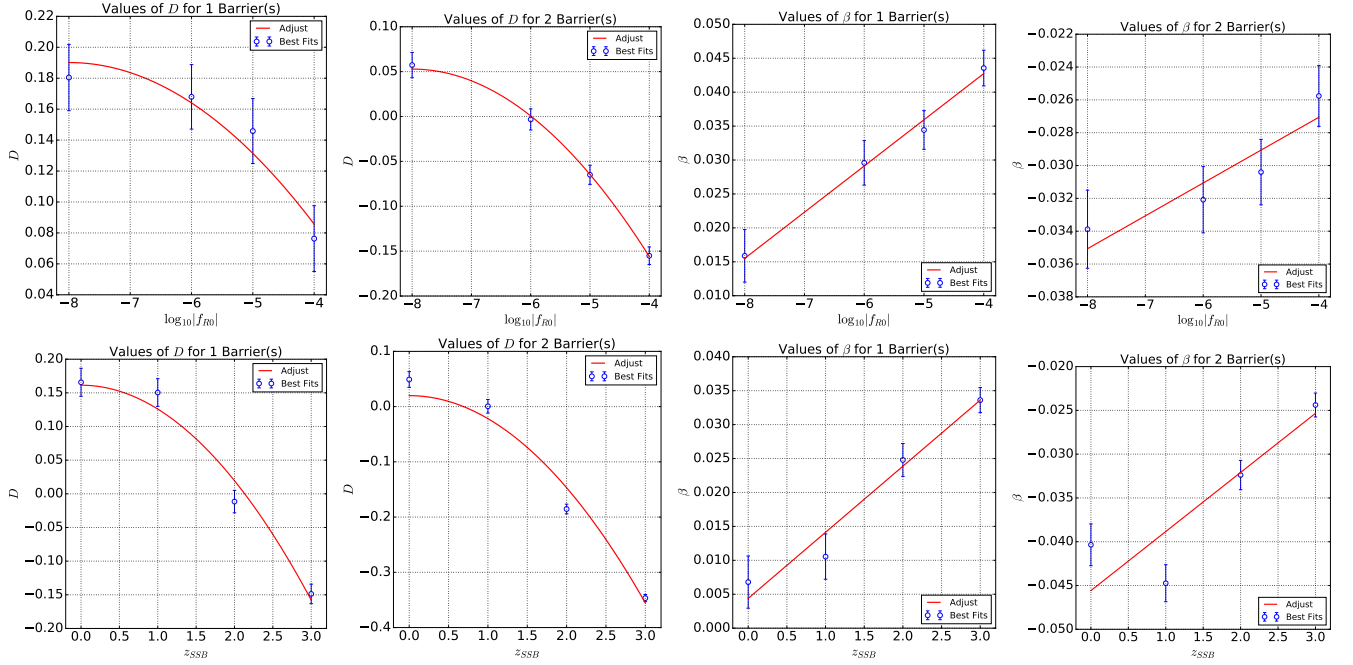 Values of D for 1 Barrier(s)
0.22
0.20
0.18
0.16
0.14
0.12
0.10
0.08
0.06
0.04
D
Adjust
Best Fits
−8 −7 −6 −5 −4
log₁₀|f_R0|
Values of D for 2 Barrier(s)
0.10
0.05
0.00
−0.05
−0.10
−0.15
−0.20
D
Adjust
Best Fits
−8 −7 −6 −5 −4
log₁₀|f_R0|
Values of β for 1 Barrier(s)
0.050
0.045
0.040
0.035
0.030
0.025
0.020
0.015
0.010
β
Adjust
Best Fits
−8 −7 −6 −5 −4
log₁₀|f_R0|
Values of β for 2 Barrier(s)
−0.022
−0.024
−0.026
−0.028
−0.030
−0.032
−0.034
−0.036
−0.038
β
Adjust
Best Fits
−8 −7 −6 −5 −4
log₁₀|f_R0|
Values of D for 1 Barrier(s)
0.20
0.15
0.10
0.05
0.00
−0.05
−0.10
−0.15
−0.20
D
Adjust
Best Fits
0.0 0.5 1.0 1.5 2.0 2.5 3.0
z_SSB
Values of D for 2 Barrier(s)
0.1
0.0
−0.1
−0.2
−0.3
−0.4
D
Adjust
Best Fits
0.0 0.5 1.0 1.5 2.0 2.5 3.0
z_SSB
Values of β for 1 Barrier(s)
0.040
0.035
0.030
0.025
0.020
0.015
0.010
0.005
0.000
β
Adjust
Best Fits
0.0 0.5 1.0 1.5 2.0 2.5 3.0
z_SSB
Values of β for 2 Barrier(s)
−0.020
−0.025
−0.030
−0.035
−0.040
−0.045
−0.050
β
Adjust
Best Fits
0.0 0.5 1.0 1.5 2.0 2.5 3.0
z_SSB